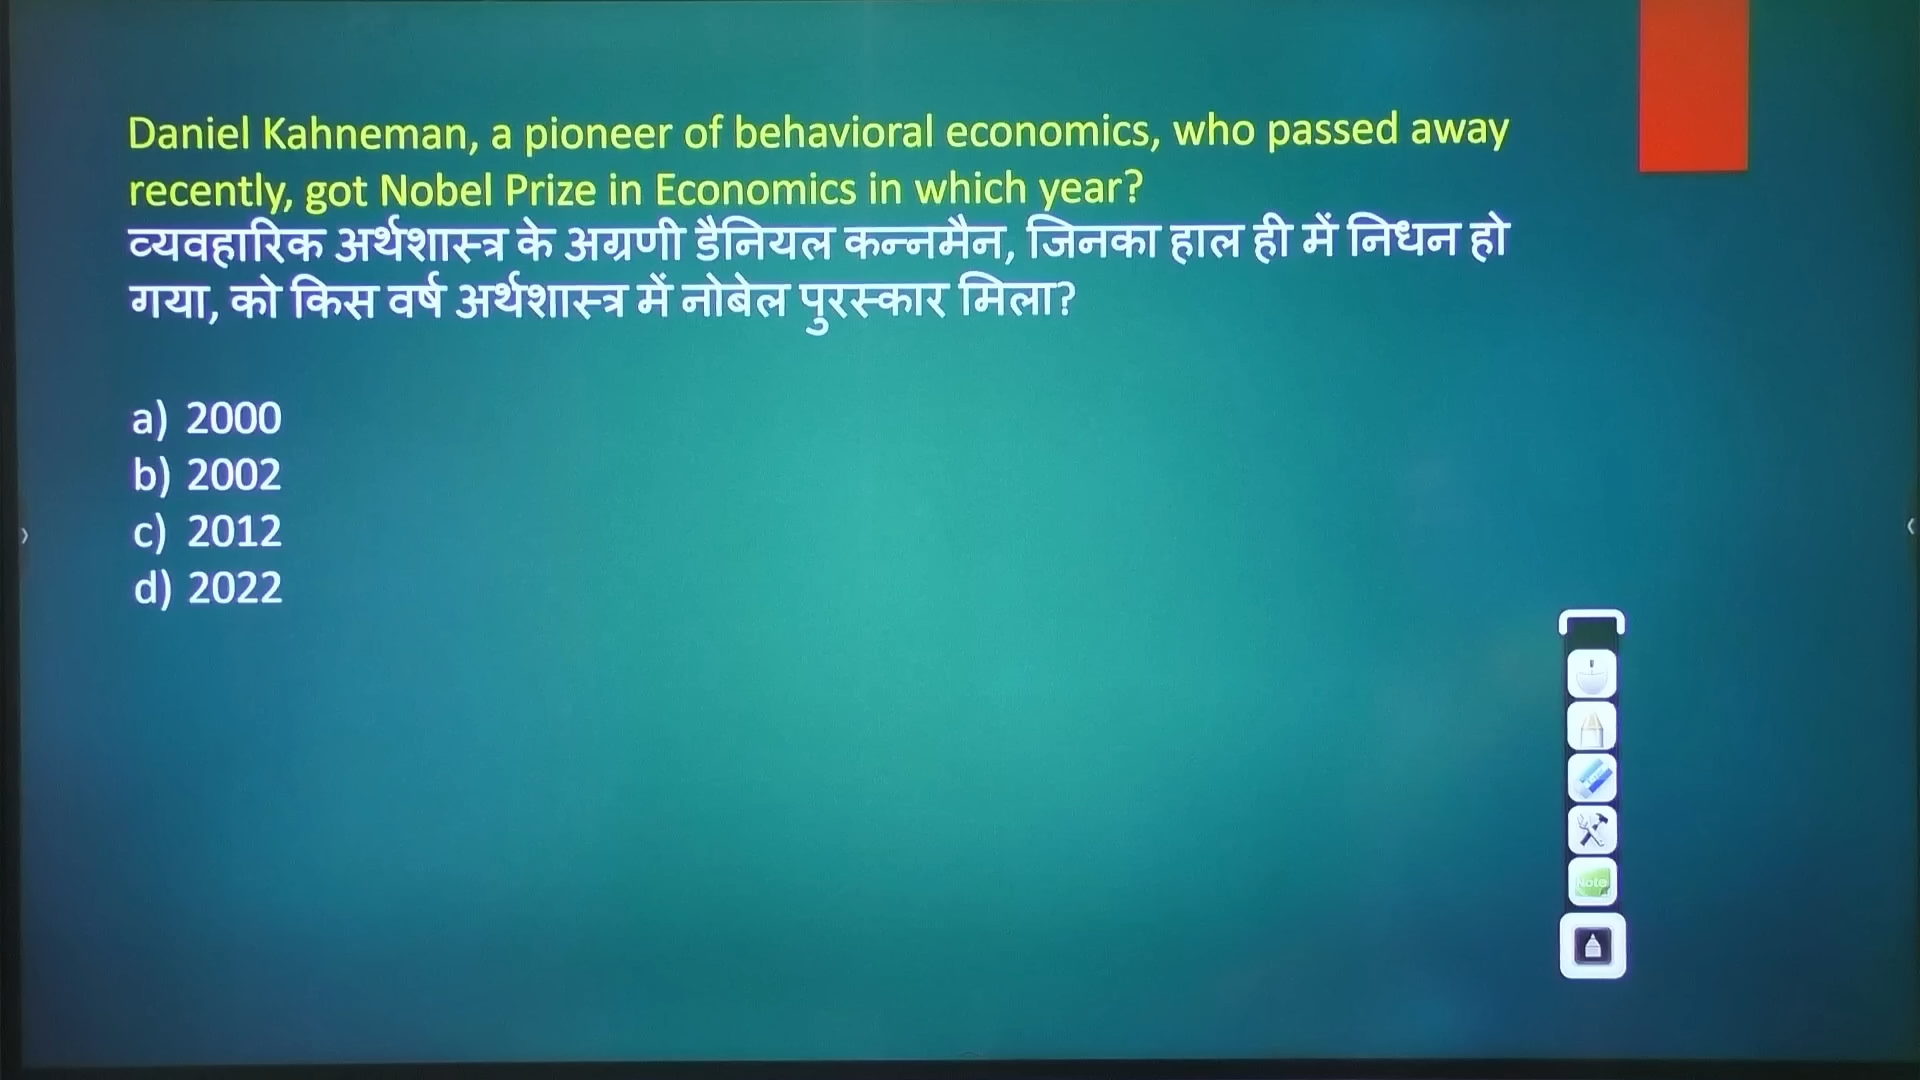 Daniel Kahneman, a pioneer of behavioral economics, who passed away
recently, got Nobel Prize in Economics in which year?
व्यवहारिक अर्थशास्त्र के अग्रणी डैनियल कन्नमैन, जिनका हाल ही में निधन हो
गया, को किस वर्ष अर्थशास्त्र में नोबेल पुरस्कार मिला?
a) 2000
b) 2002
c) 2012
d) 2022
Note